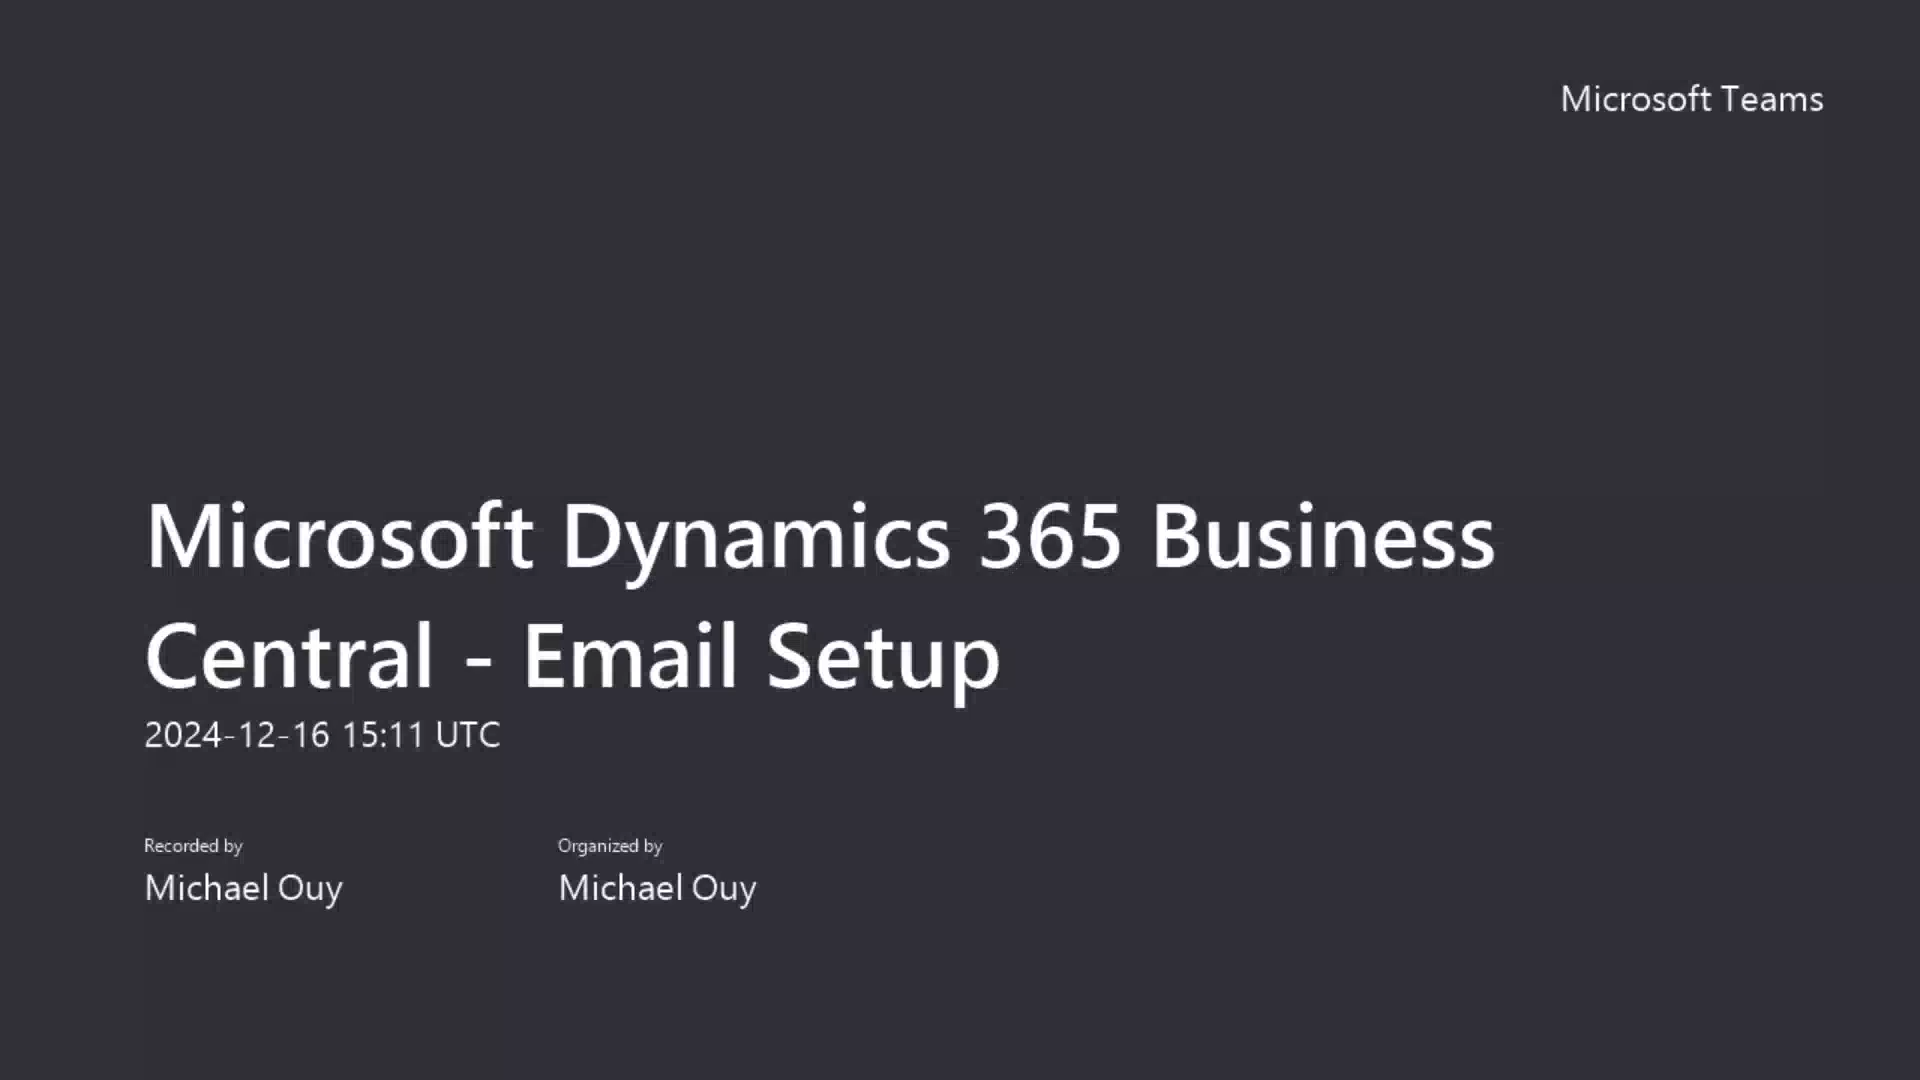 Microsoft Teams
Microsoft Dynamics 365 Business
Central - Email Setup
2024-12-16 15:11 UTC
Recorded by
Michael Ouy
Organized by
Michael Ouy